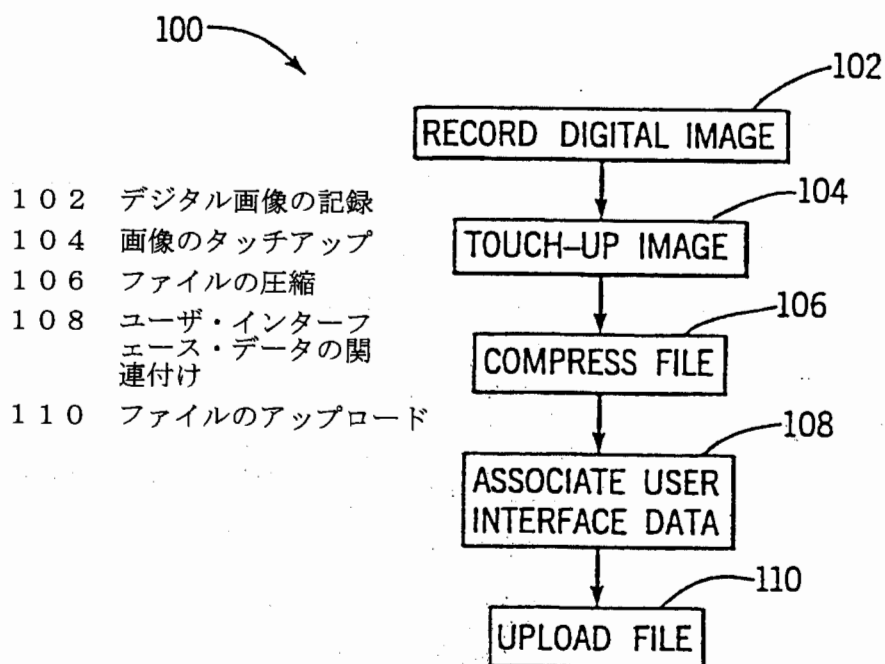 100
102
RECORD DIGITAL IMAGE
102 デジタル画像の記録
104
104 画像のタッチアップ
TOUCH-UP IMAGE
106 ファイルの圧縮
106
108 ユーザ・インターフ
ェース・データの関
連付け
COMPRESS FILE
110 ファイルのアップロード
108
ASSOCIATE USER
INTERFACE DATA
110
UPLOAD FILE